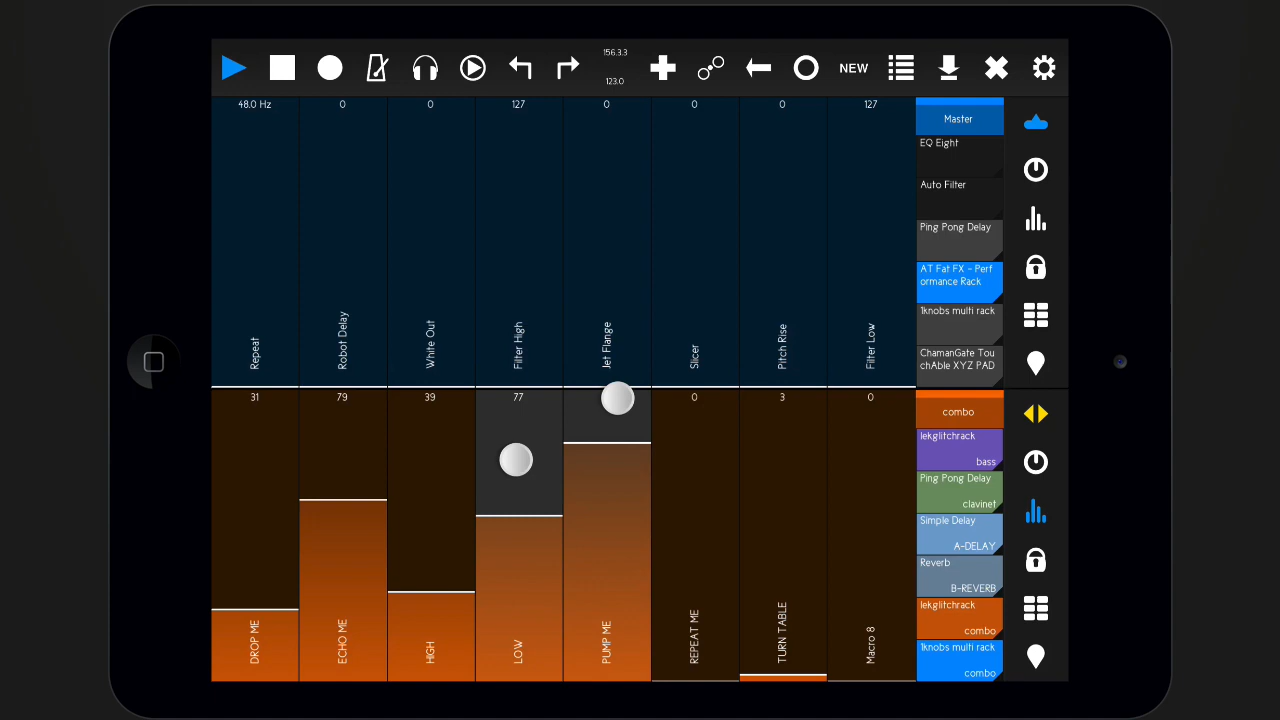 156.3.3
123.0
NEW
48.0 Hz
0
0
127
0
0
0
127
Repeat
Robot Delay
White Out
Filter High
Jet Flange
Slicer
Pitch Rise
Filter Low
Master
EQ Eight
Auto Filter
Ping Pong Delay
AT Fat FX - Perf
ormance Rack
1knobs multi rack
ChamanGate Tou
chAble XYZ PAD
31
79
39
77
0
3
0
DROP ME
ECHO ME
HIGH
LOW
PUMP ME
REPEAT ME
TURN TABLE
Macro 8
combo
lekglitchrack
bass
Ping Pong Delay
clavinet
Simple Delay
A-DELAY
Reverb
B-REVERB
lekglitchrack
combo
1knobs multi rack
combo